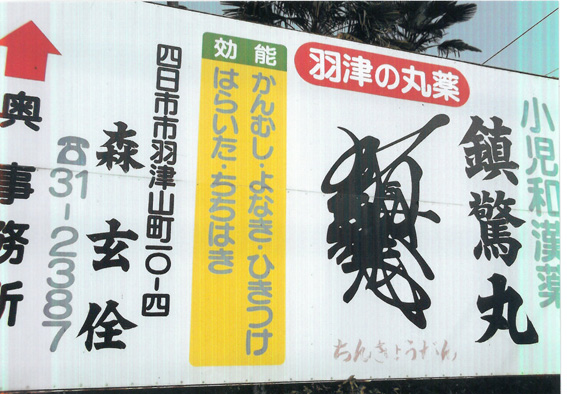 小児和漢薬
鎮驚丸
ちんきょうがん
羽津の丸薬
効能
かんむし・よなき・ひきつけ
はらいた・ちちはき
四日市市羽津山町一〇-四
森玄佺
☎31-2387
奥事務所